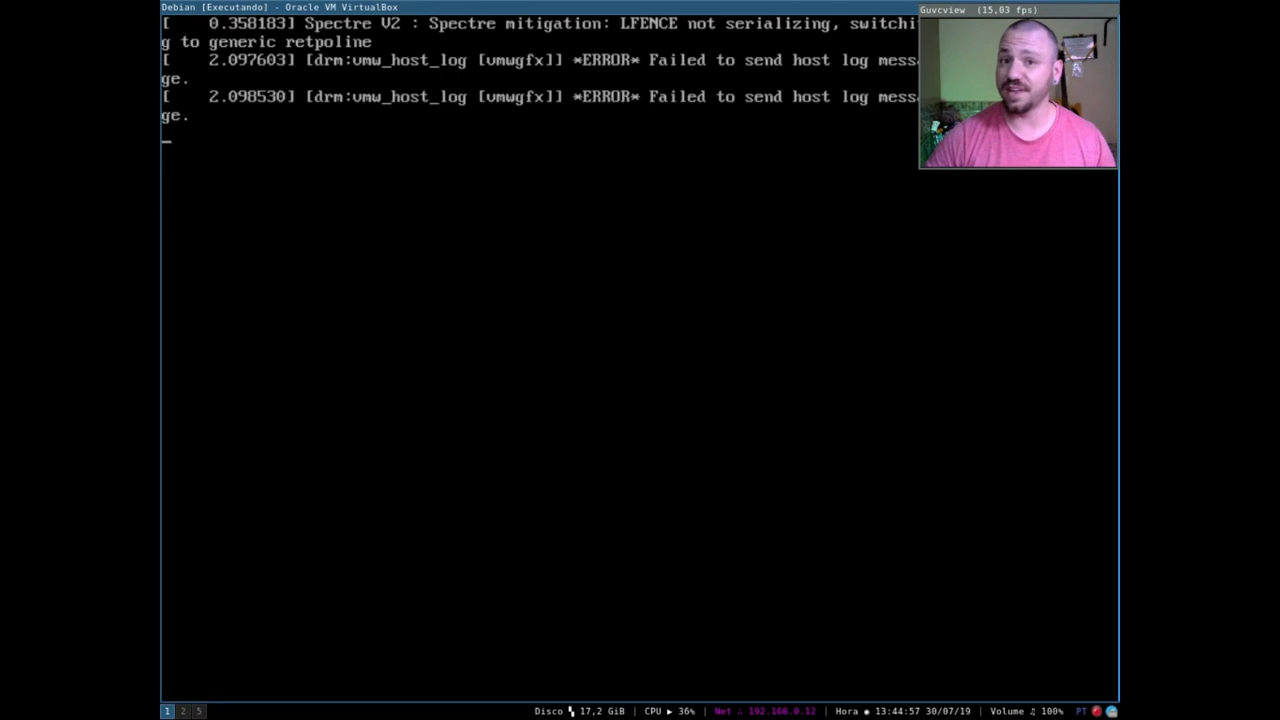 Debian [Executando] - Oracle VM VirtualBox
Guvcview (15,03 fps)
[    0.358183] Spectre V2 : Spectre mitigation: LFENCE not serializing, switchi
g to generic retpoline
[    2.097603] [drm:vmw_host_log [vmwgfx]] *ERROR* Failed to send host log mess
ge.
[    2.098530] [drm:vmw_host_log [vmwgfx]] *ERROR* Failed to send host log mess
ge.
1 2 5 Disco 17,2 GiB | CPU ▶ 36% | Net 192.168.0.12 | Hora ◉ 13:44:57 30/07/19 | Volume ♫ 100% PT